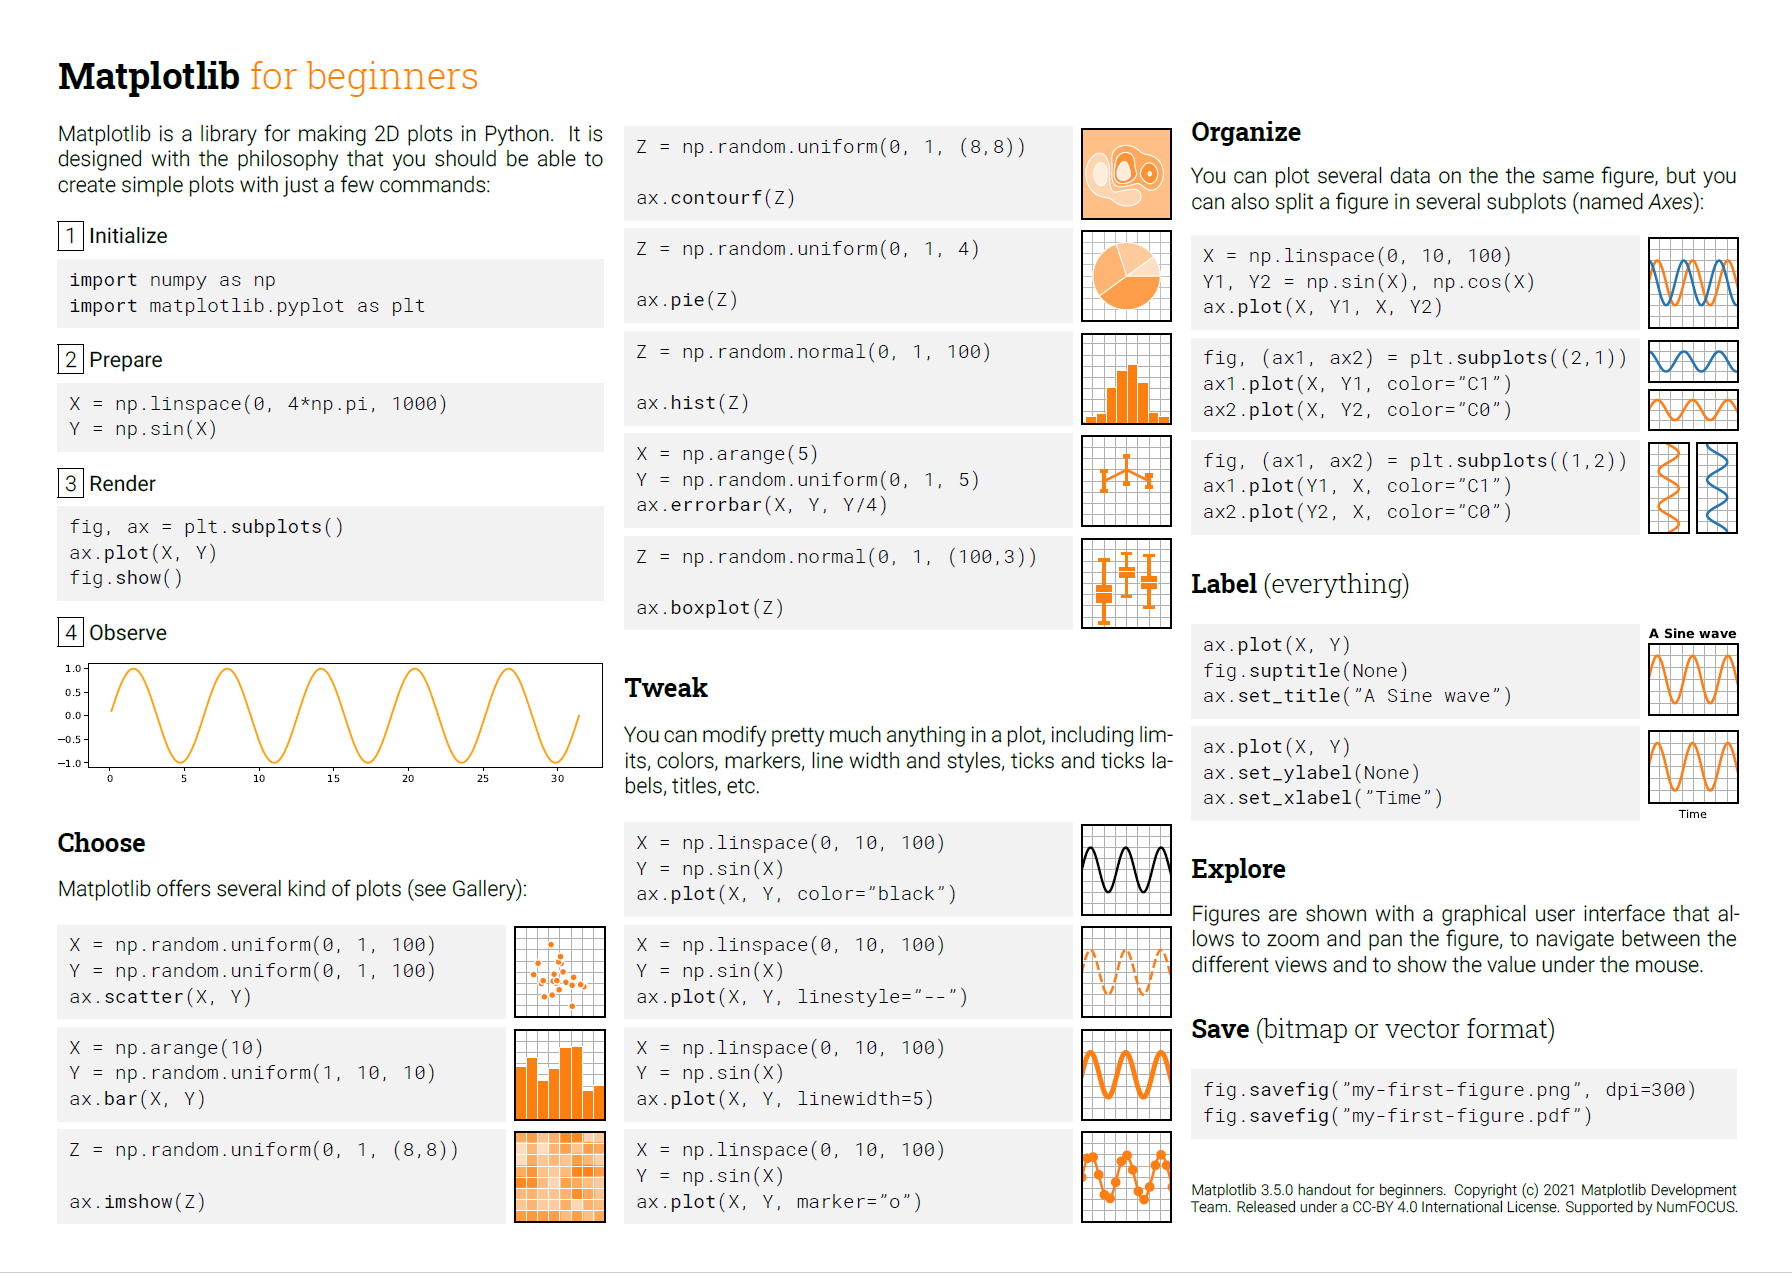 Matplotlib for beginners
Matplotlib is a library for making 2D plots in Python. It is
designed with the philosophy that you should be able to
create simple plots with just a few commands:
1 Initialize
import numpy as np
import matplotlib.pyplot as plt
2 Prepare
X = np.linspace(0, 4*np.pi, 1000)
Y = np.sin(X)
3 Render
fig, ax = plt.subplots()
ax.plot(X, Y)
fig.show()
4 Observe
1.0
0.5
0.0
−0.5
−1.0
0 5 10 15 20 25 30
Choose
Matplotlib offers several kind of plots (see Gallery):
X = np.random.uniform(0, 1, 100)
Y = np.random.uniform(0, 1, 100)
ax.scatter(X, Y)
X = np.arange(10)
Y = np.random.uniform(1, 10, 10)
ax.bar(X, Y)
Z = np.random.uniform(0, 1, (8,8))
ax.imshow(Z)
Z = np.random.uniform(0, 1, (8,8))
ax.contourf(Z)
Z = np.random.uniform(0, 1, 4)
ax.pie(Z)
Z = np.random.normal(0, 1, 100)
ax.hist(Z)
X = np.arange(5)
Y = np.random.uniform(0, 1, 5)
ax.errorbar(X, Y, Y/4)
Z = np.random.normal(0, 1, (100,3))
ax.boxplot(Z)
Tweak
You can modify pretty much anything in a plot, including lim-
its, colors, markers, line width and styles, ticks and ticks la-
bels, titles, etc.
X = np.linspace(0, 10, 100)
Y = np.sin(X)
ax.plot(X, Y, color="black")
X = np.linspace(0, 10, 100)
Y = np.sin(X)
ax.plot(X, Y, linestyle="--")
X = np.linspace(0, 10, 100)
Y = np.sin(X)
ax.plot(X, Y, linewidth=5)
X = np.linspace(0, 10, 100)
Y = np.sin(X)
ax.plot(X, Y, marker="o")
Organize
You can plot several data on the the same figure, but you
can also split a figure in several subplots (named Axes):
X = np.linspace(0, 10, 100)
Y1, Y2 = np.sin(X), np.cos(X)
ax.plot(X, Y1, X, Y2)
fig, (ax1, ax2) = plt.subplots((2,1))
ax1.plot(X, Y1, color="C1")
ax2.plot(X, Y2, color="C0")
fig, (ax1, ax2) = plt.subplots((1,2))
ax1.plot(Y1, X, color="C1")
ax2.plot(Y2, X, color="C0")
Label (everything)
ax.plot(X, Y)
fig.suptitle(None)
ax.set_title("A Sine wave")
A Sine wave
ax.plot(X, Y)
ax.set_ylabel(None)
ax.set_xlabel("Time")
Time
Explore
Figures are shown with a graphical user interface that al-
lows to zoom and pan the figure, to navigate between the
different views and to show the value under the mouse.
Save (bitmap or vector format)
fig.savefig("my-first-figure.png", dpi=300)
fig.savefig("my-first-figure.pdf")
Matplotlib 3.5.0 handout for beginners. Copyright (c) 2021 Matplotlib Development
Team. Released under a CC-BY 4.0 International License. Supported by NumFOCUS.